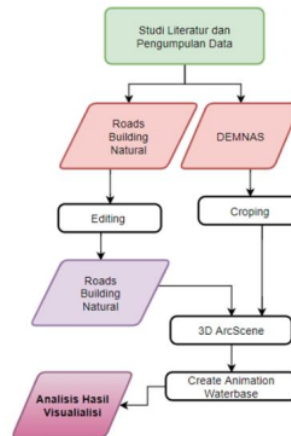 Studi Literatur dan
Pengumpulan Data
Roads
Building
Natural
DEMNAS
Editing
Croping
Roads
Building
Natural
3D ArcScene
Create Animation
Waterbase
Analisis Hasil
Visualialisi